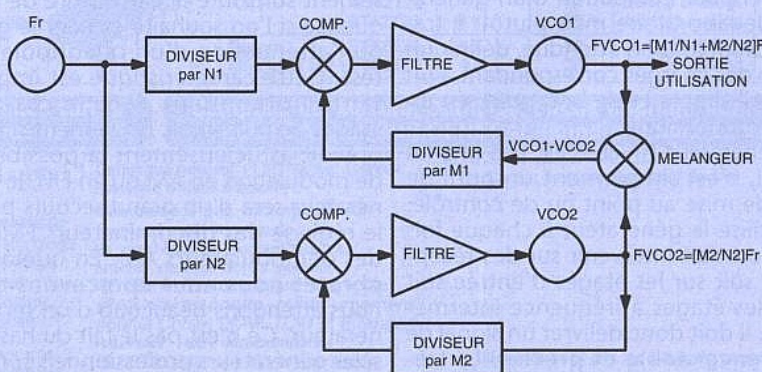 Fr
DIVISEUR
par N1
COMP.
FILTRE
VCO1
FVCO1=[M1/N1+M2/N2]F
SORTIE
UTILISATION
DIVISEUR
par M1
VCO1-VCO2
MELANGEUR
DIVISEUR
par N2
COMP.
FILTRE
VCO2
FVCO2=[M2/N2]Fr
DIVISEUR
par M2